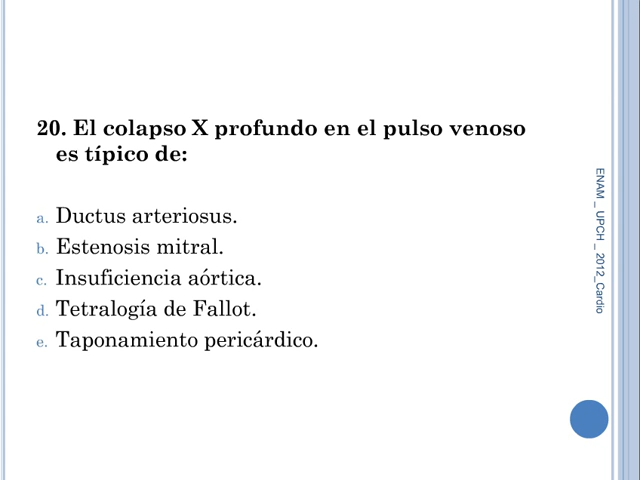 20. El colapso X profundo en el pulso venoso
es típico de:
a. Ductus arteriosus.
b. Estenosis mitral.
c. Insuficiencia aórtica.
d. Tetralogía de Fallot.
e. Taponamiento pericárdico.
ENAM _ UPCH _ 2012_Cardio